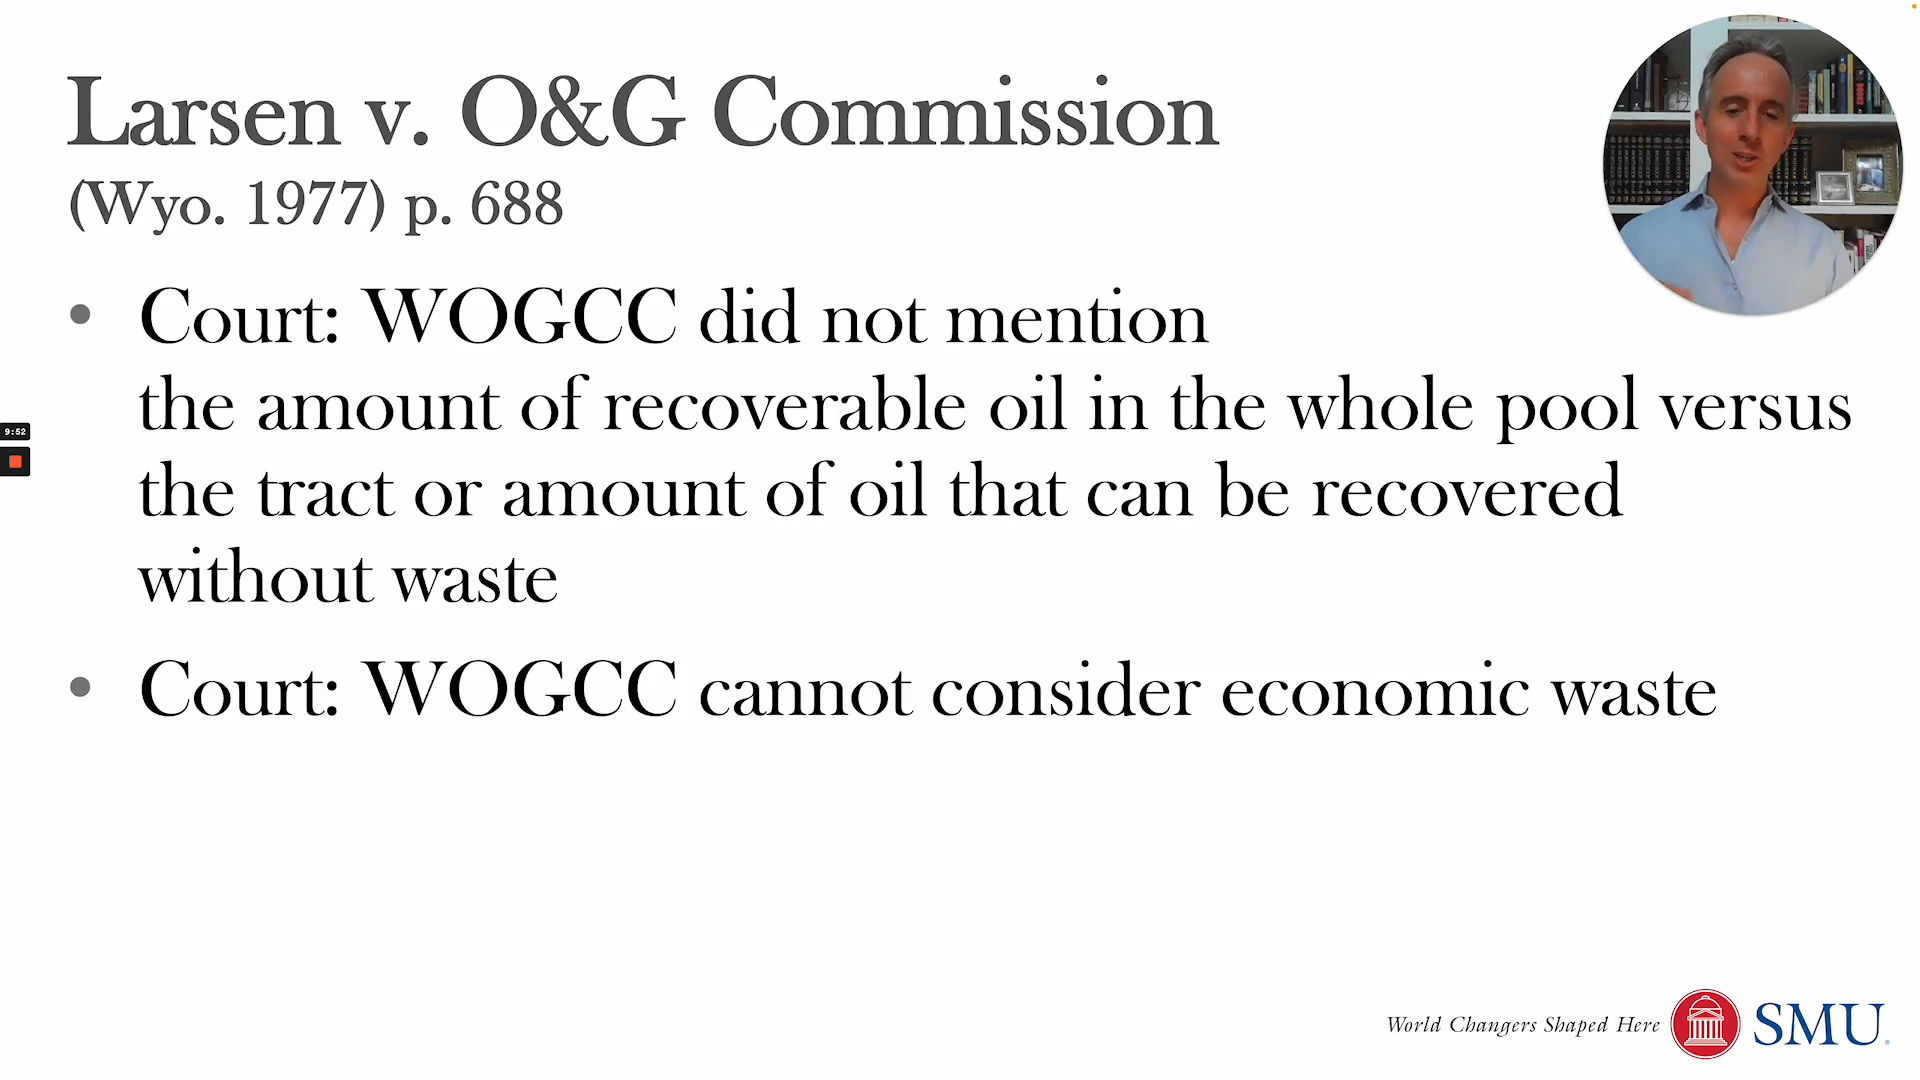 Larsen v. O&G Commission
(Wyo. 1977) p. 688
• Court: WOGCC did not mention
the amount of recoverable oil in the whole pool versus
the tract or amount of oil that can be recovered
without waste
• Court: WOGCC cannot consider economic waste
9:52
World Changers Shaped Here
SMU